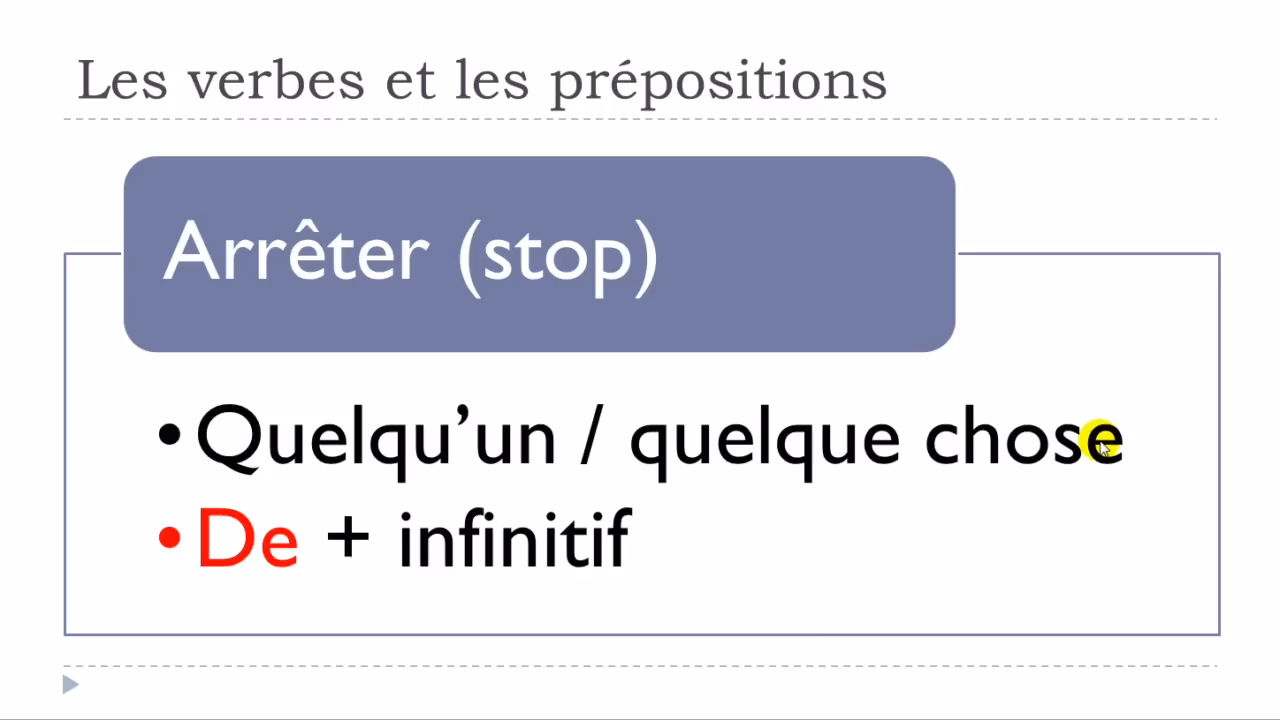 Les verbes et les prépositions
Arrêter (stop)
•Quelqu’un / quelque chose
•De + infinitif